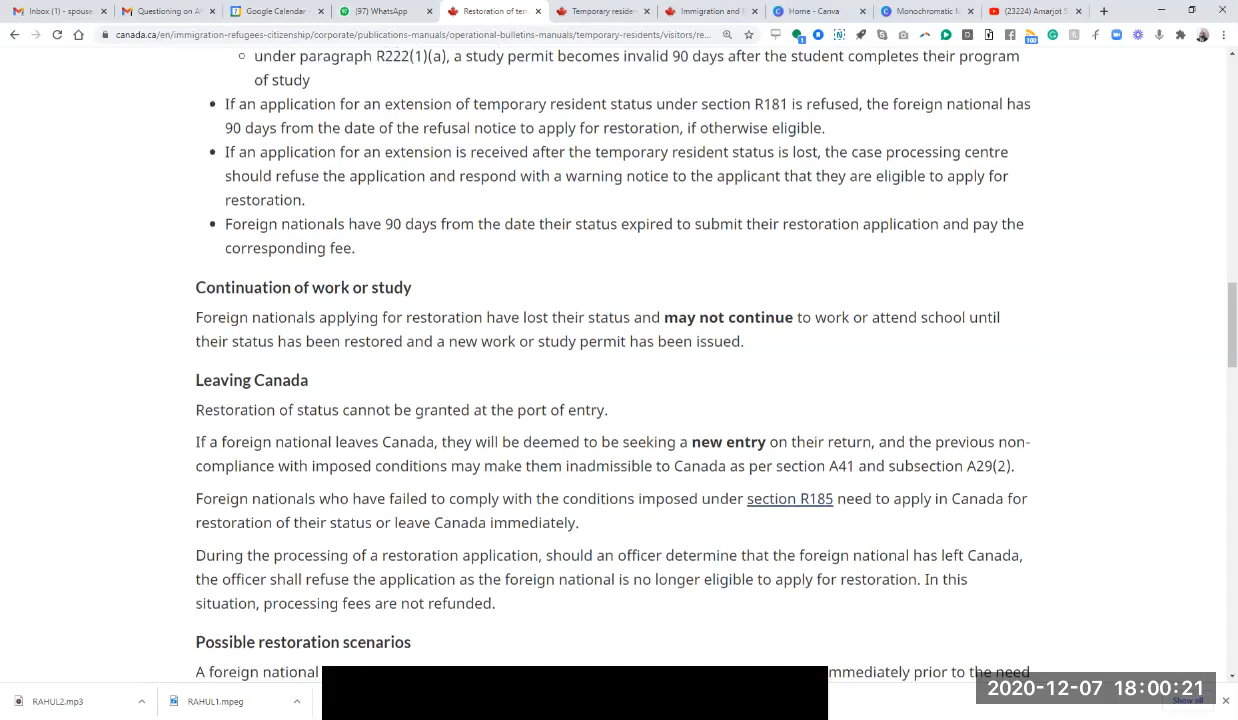 Inbox (1) - spouse
Questioning on A
Google Calendar
(97) WhatsApp
Restoration of tem
Temporary reside
Immigration and
Home - Canva
Monochromatic
(23224) Amarjot S
canada.ca/en/immigration-refugees-citizenship/corporate/publications-manuals/operational-bulletins-manuals/temporary-residents/visitors/re...
under paragraph R222(1)(a), a study permit becomes invalid 90 days after the student completes their program
of study
If an application for an extension of temporary resident status under section R181 is refused, the foreign national has
90 days from the date of the refusal notice to apply for restoration, if otherwise eligible.
If an application for an extension is received after the temporary resident status is lost, the case processing centre
should refuse the application and respond with a warning notice to the applicant that they are eligible to apply for
restoration.
Foreign nationals have 90 days from the date their status expired to submit their restoration application and pay the
corresponding fee.
Continuation of work or study
Foreign nationals applying for restoration have lost their status and may not continue to work or attend school until
their status has been restored and a new work or study permit has been issued.
Leaving Canada
Restoration of status cannot be granted at the port of entry.
If a foreign national leaves Canada, they will be deemed to be seeking a new entry on their return, and the previous non-
compliance with imposed conditions may make them inadmissible to Canada as per section A41 and subsection A29(2).
Foreign nationals who have failed to comply with the conditions imposed under section R185 need to apply in Canada for
restoration of their status or leave Canada immediately.
During the processing of a restoration application, should an officer determine that the foreign national has left Canada,
the officer shall refuse the application as the foreign national is no longer eligible to apply for restoration. In this
situation, processing fees are not refunded.
Possible restoration scenarios
A foreign national mmediately prior to the need
RAHUL2.mp3
RAHUL1.mpeg
2020-12-07 18:00:21
Show all